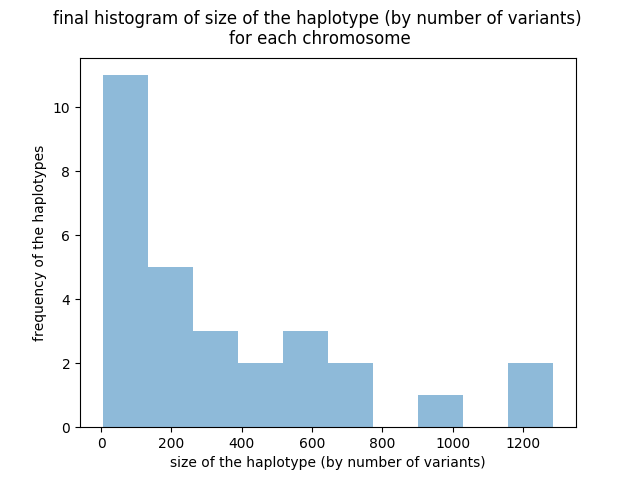 final histogram of size of the haplotype (by number of variants)
for each chromosome
frequency of the haplotypes
10
8
6
4
2
0
0 200 400 600 800 1000 1200
size of the haplotype (by number of variants)